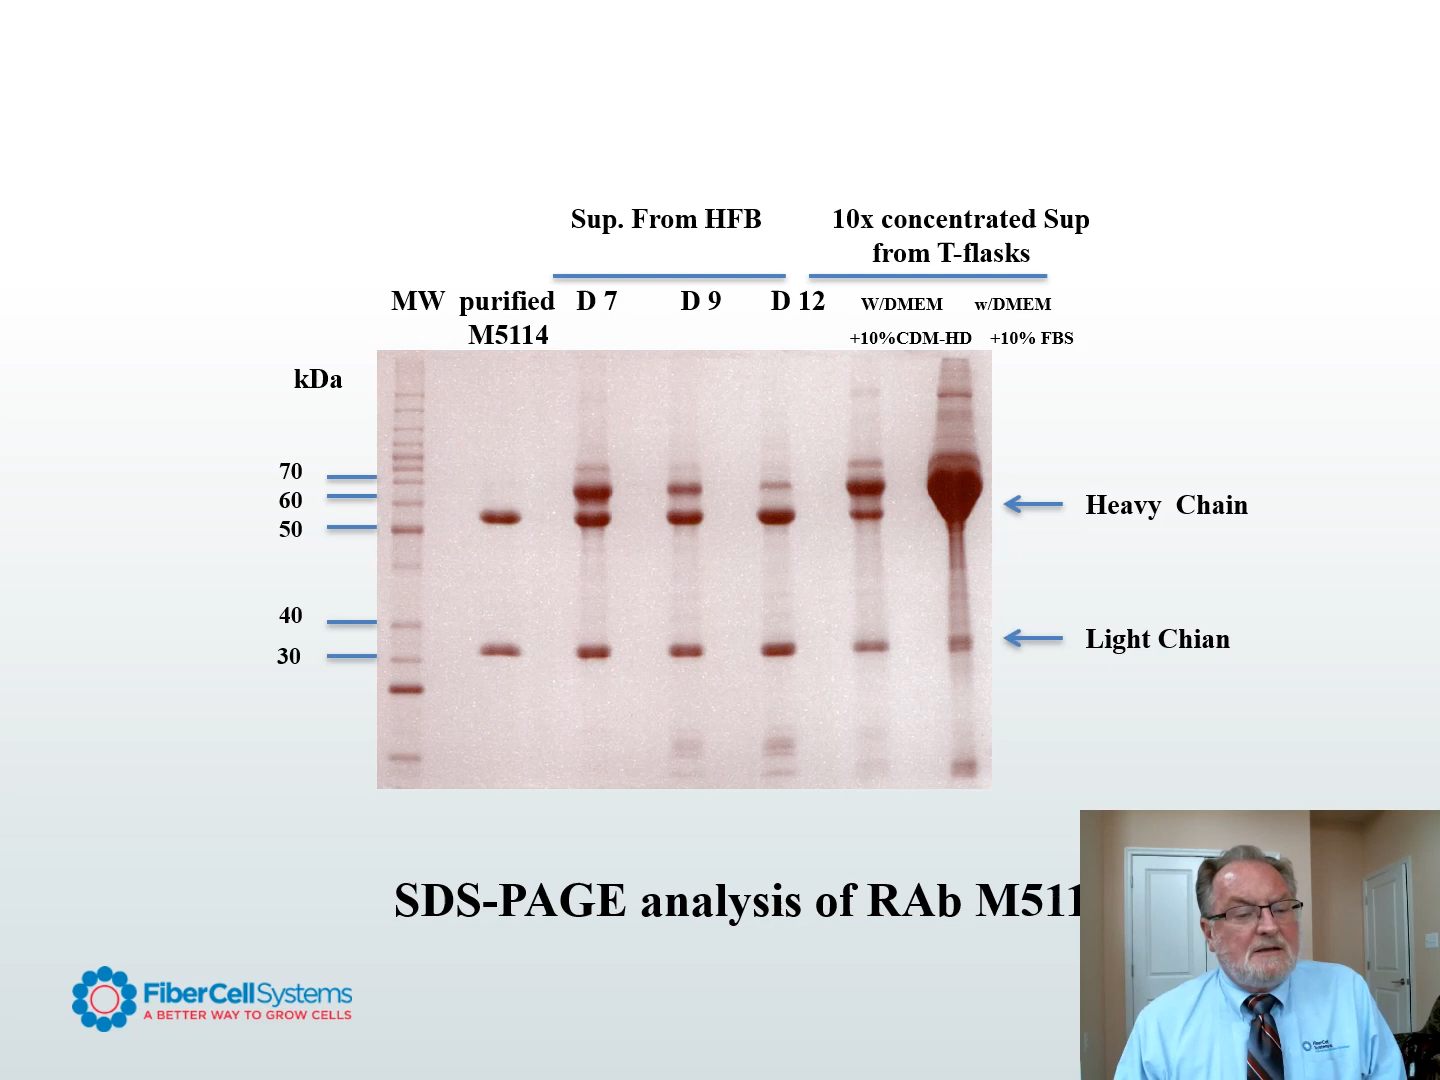 Sup. From HFB
10x concentrated Sup
from T-flasks
MW purified D 7 D 9 D 12 W/DMEM w/DMEM
M5114 +10%CDM-HD +10% FBS
kDa
70
60
50
40
30
Heavy Chain
Light Chian
SDS-PAGE analysis of RAb M511
FiberCellSystems
A BETTER WAY TO GROW CELLS
FiberCell
Systems